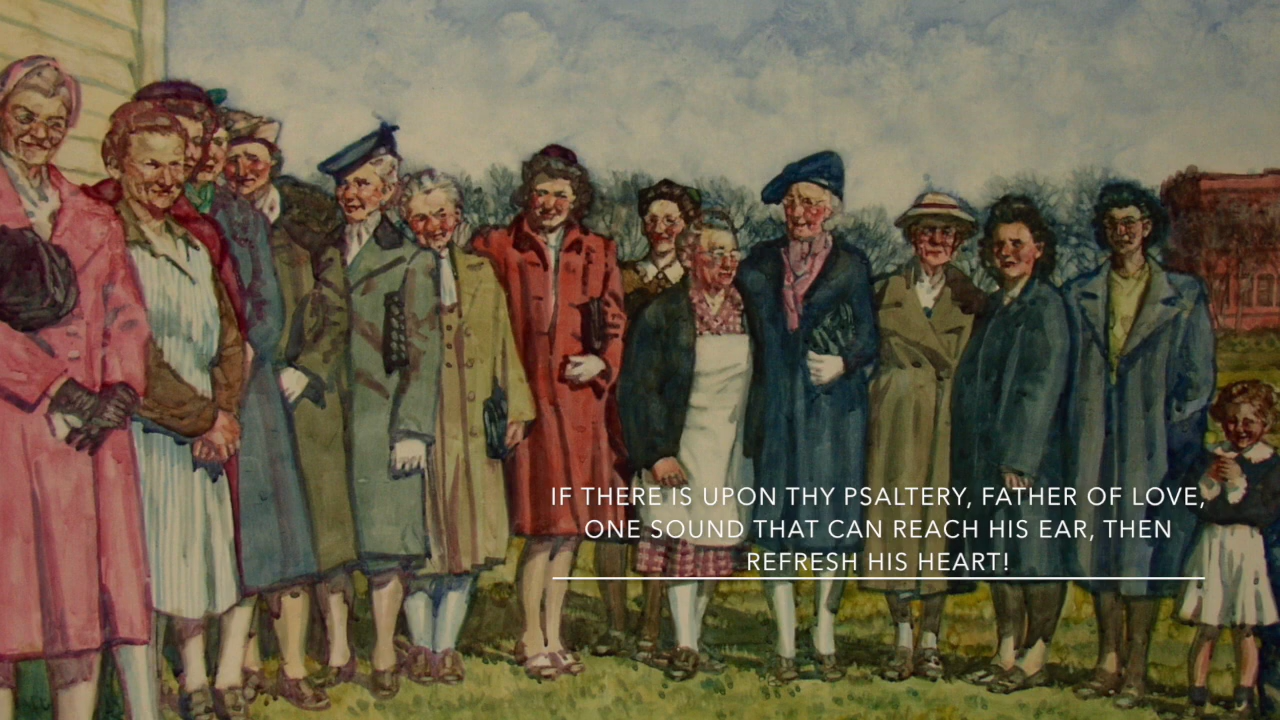 IF THERE IS UPON THY PSALTERY, FATHER OF LOVE,
ONE SOUND THAT CAN REACH HIS EAR, THEN
REFRESH HIS HEART!